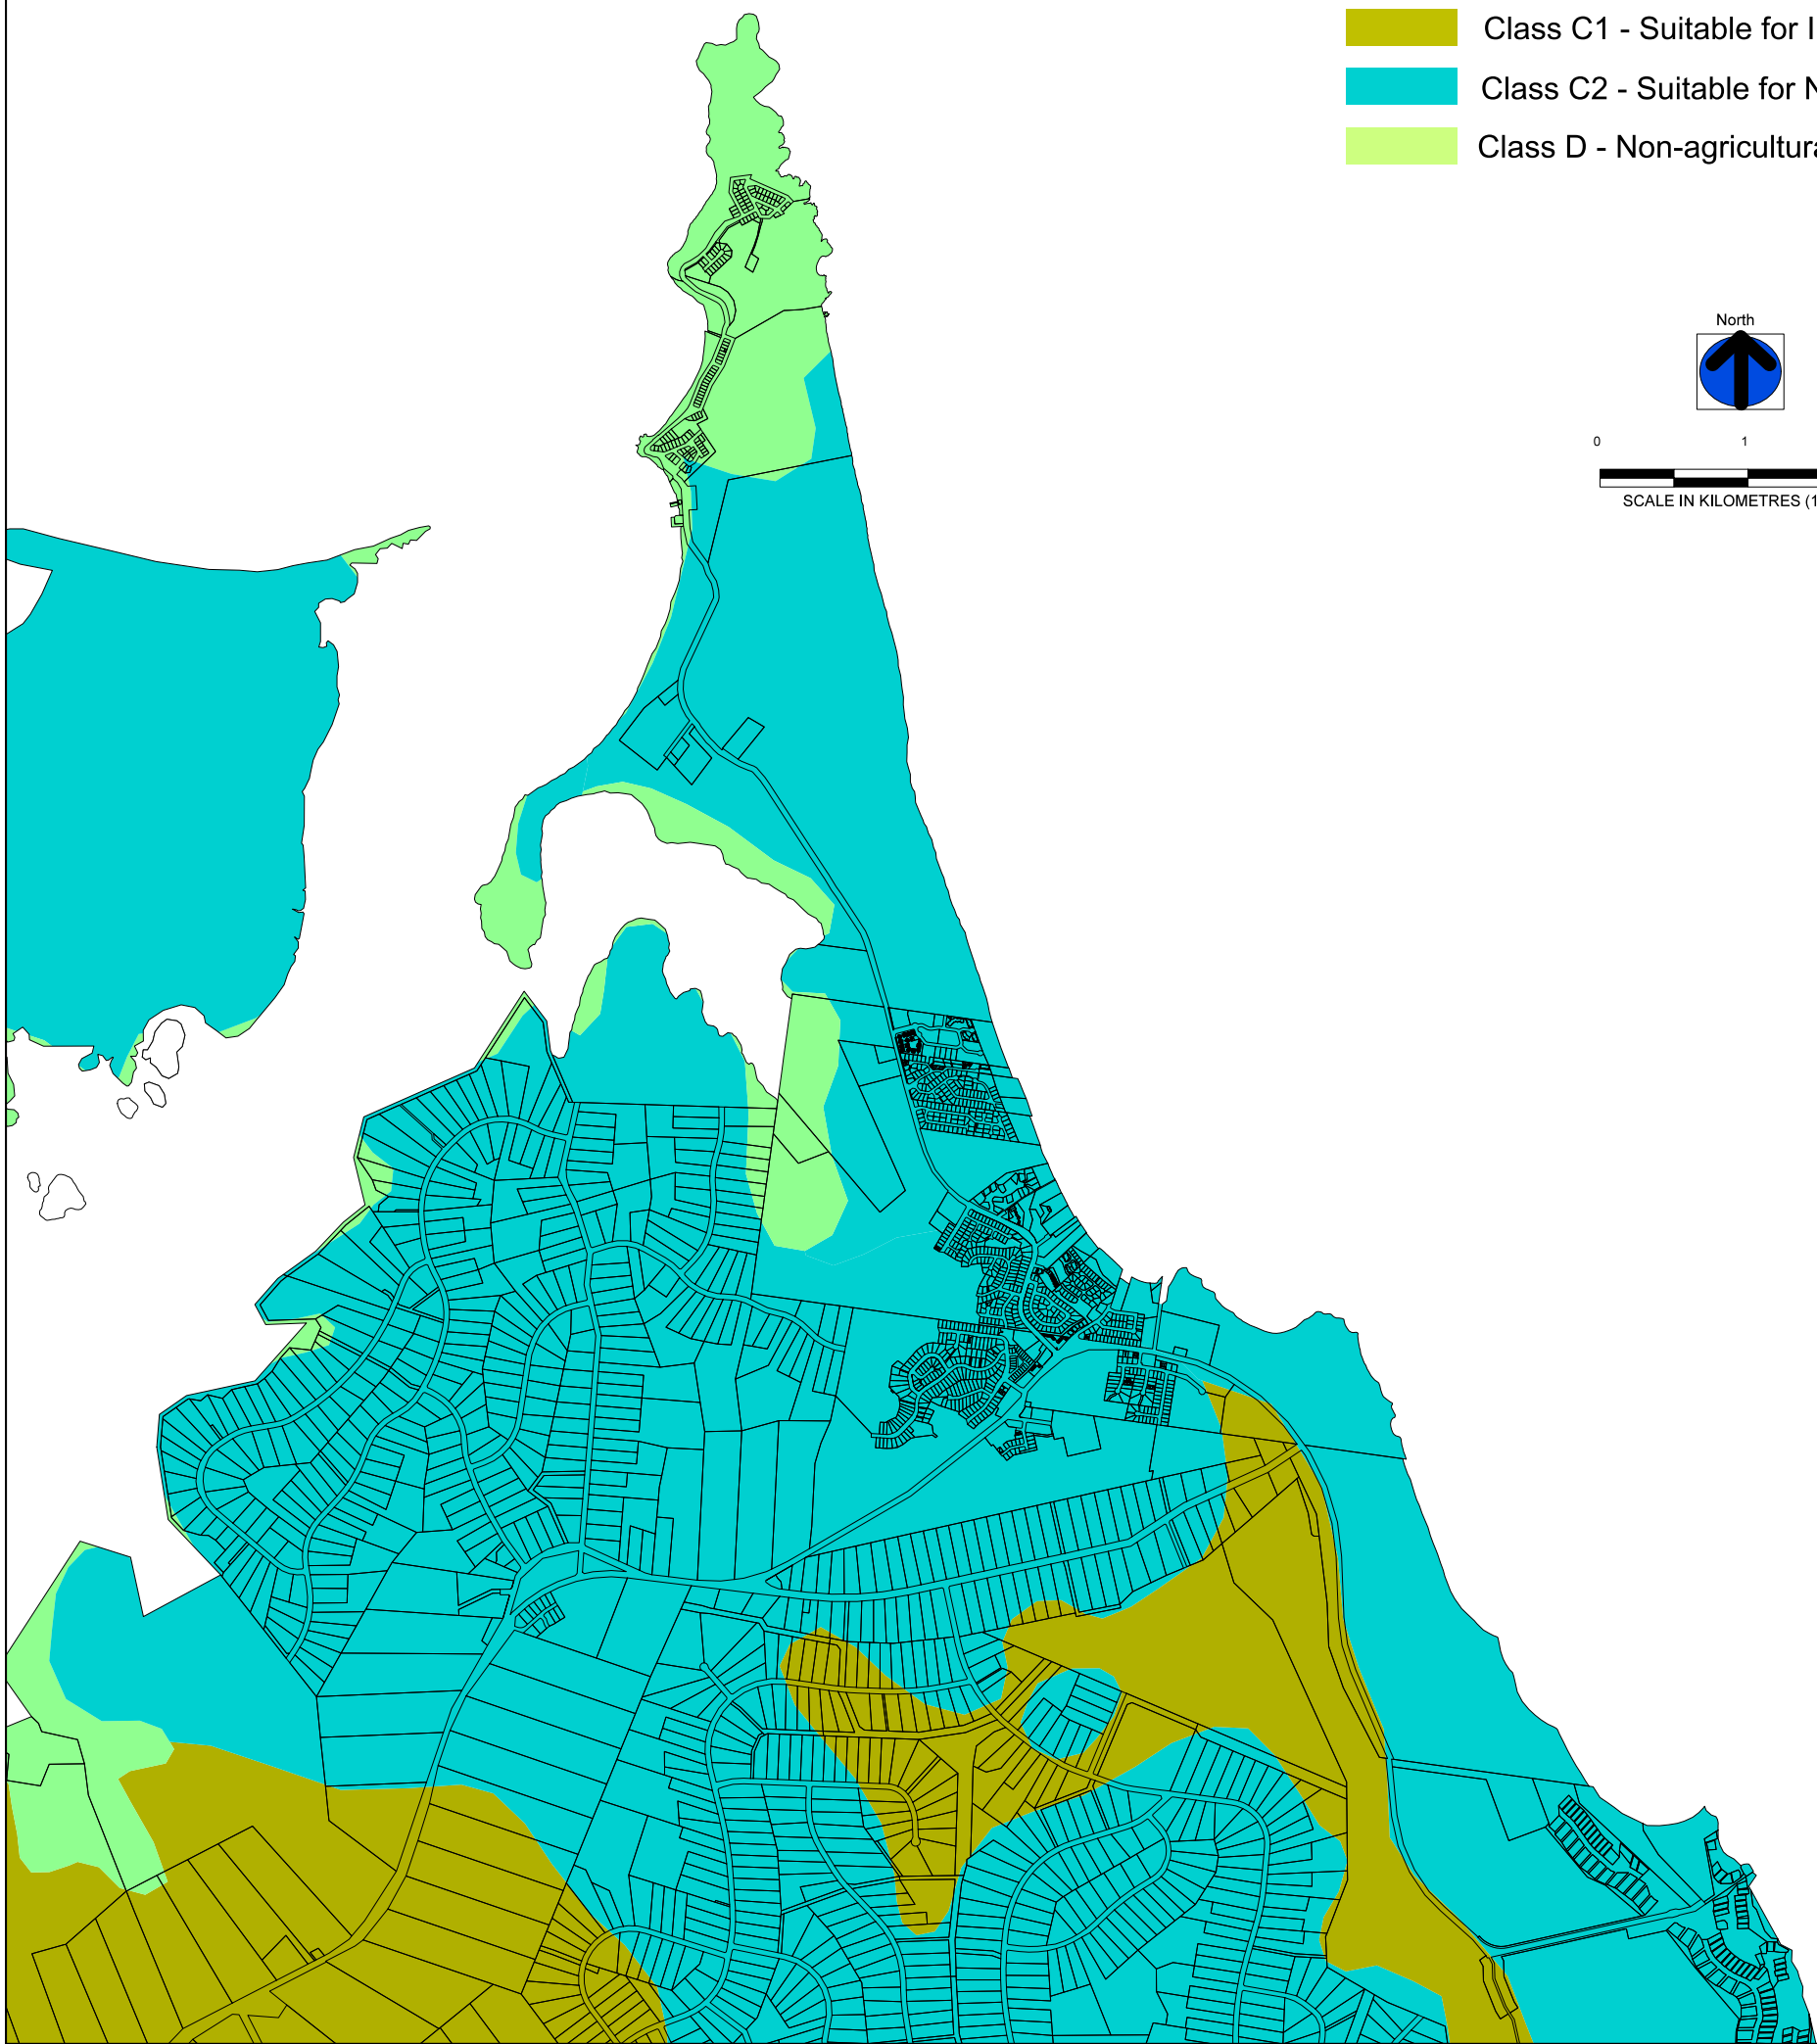 Class C1 - Suitable for
Class C2 - Suitable for
Class D - Non-agricultura
North
0 1
SCALE IN KILOMETRES (1